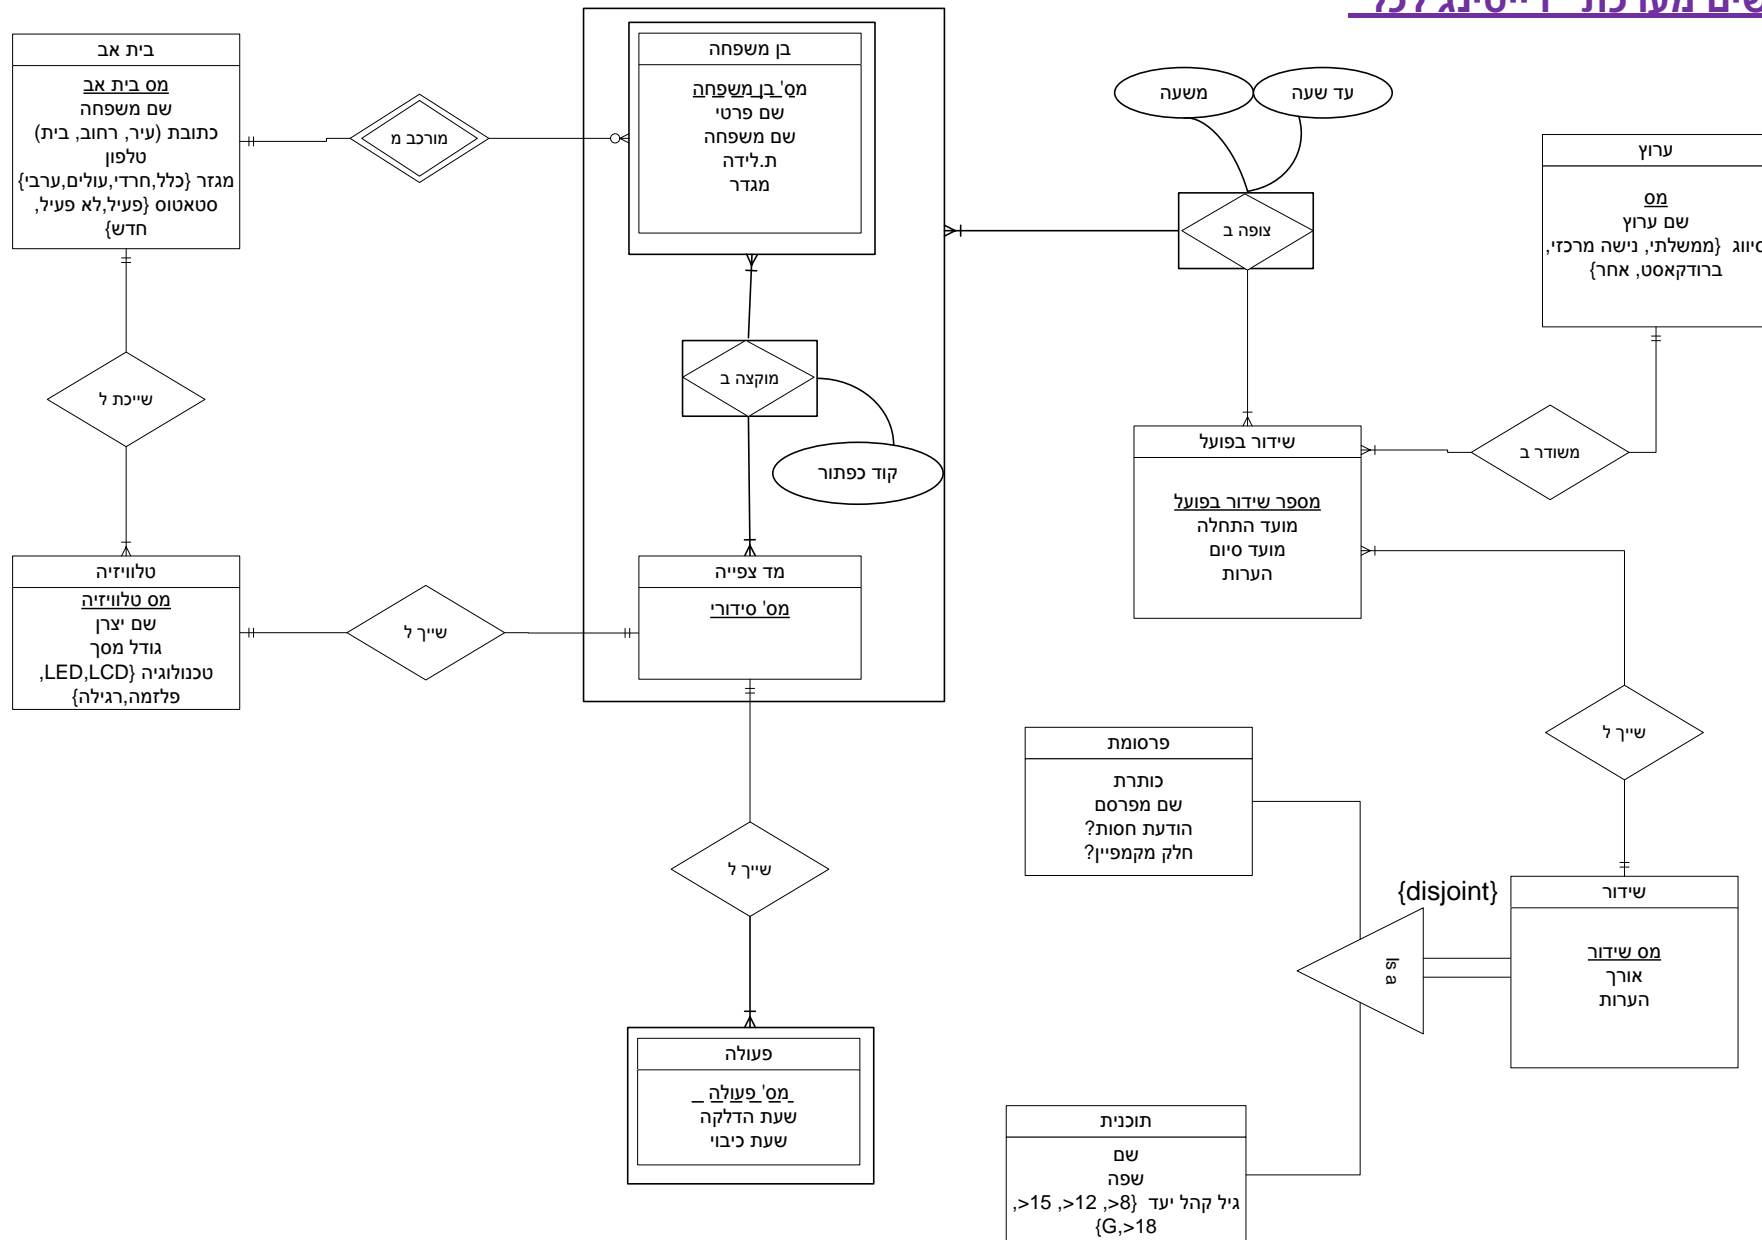 מערכת "רייטינג לכל"
בית אב
מס בית אב
שם משפחה
כתובת (עיר, רחוב, בית)
טלפון
מגזר {כלל,חרדי,עולים,ערבי}
סטאטוס {פעיל,לא פעיל,
חדש}
מורכב מ
בן משפחה
מס' בן משפחה
שם פרטי
שם משפחה
ת.לידה
מגדר
משעה
עד שעה
צופה ב
ערוץ
מס
שם ערוץ
סיווג {ממשלתי, נישה מרכזי,
ברודקאסט, אחר}
שייכת ל
מוקצה ב
קוד כפתור
שידור בפועל
מספר שידור בפועל
מועד התחלה
מועד סיום
הערות
משודר ב
טלוויזיה
מס טלוויזיה
שם יצרן
גודל מסך
טכנולוגיה {LED,LCD,
פלזמה,רגילה}
שייך ל
מד צפייה
מס' סידורי
שייך ל
פרסומת
כותרת
שם מפרסם
הודעת חסות?
חלק מקמפיין?
שייך ל
{disjoint}
Is a
שידור
מס שידור
אורך
הערות
פעולה
מס' פעולה
שעת הדלקה
שעת כיבוי
תוכנית
שם
שפה
גיל קהל יעד {8<, 12<, 15<,
18<,G}